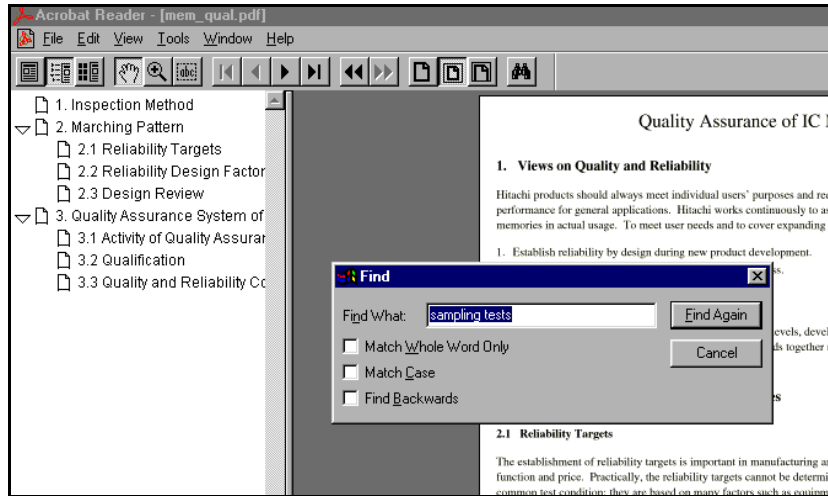 Acrobat Reader - [mem_qual.pdf]
File Edit View Tools Window Help
abc
1. Inspection Method
2. Marching Pattern
2.1 Reliability Targets
2.2 Reliability Design Factor
2.3 Design Review
3. Quality Assurance System of
3.1 Activity of Quality Assurar
3.2 Qualification
3.3 Quality and Reliability Co
Quality Assurance of IC
1. Views on Quality and Reliability
Hitachi products should always meet individual users' purposes and
performance for general applications. Hitachi works continuously to
memories in actual usage. To meet user needs and to cover expanding
1. Establish reliability by design during new product development.
Find
Find What: sampling tests
Find Again
Match Whole Word Only
Cancel
Match Case
Find Backwards
evels, devel
ds together
2.1 Reliability Targets
The establishment of reliability targets is important in manufacturing
function and price. Practically, the reliability targets cannot be determi
common test condition; they are based on many factors such as equipm